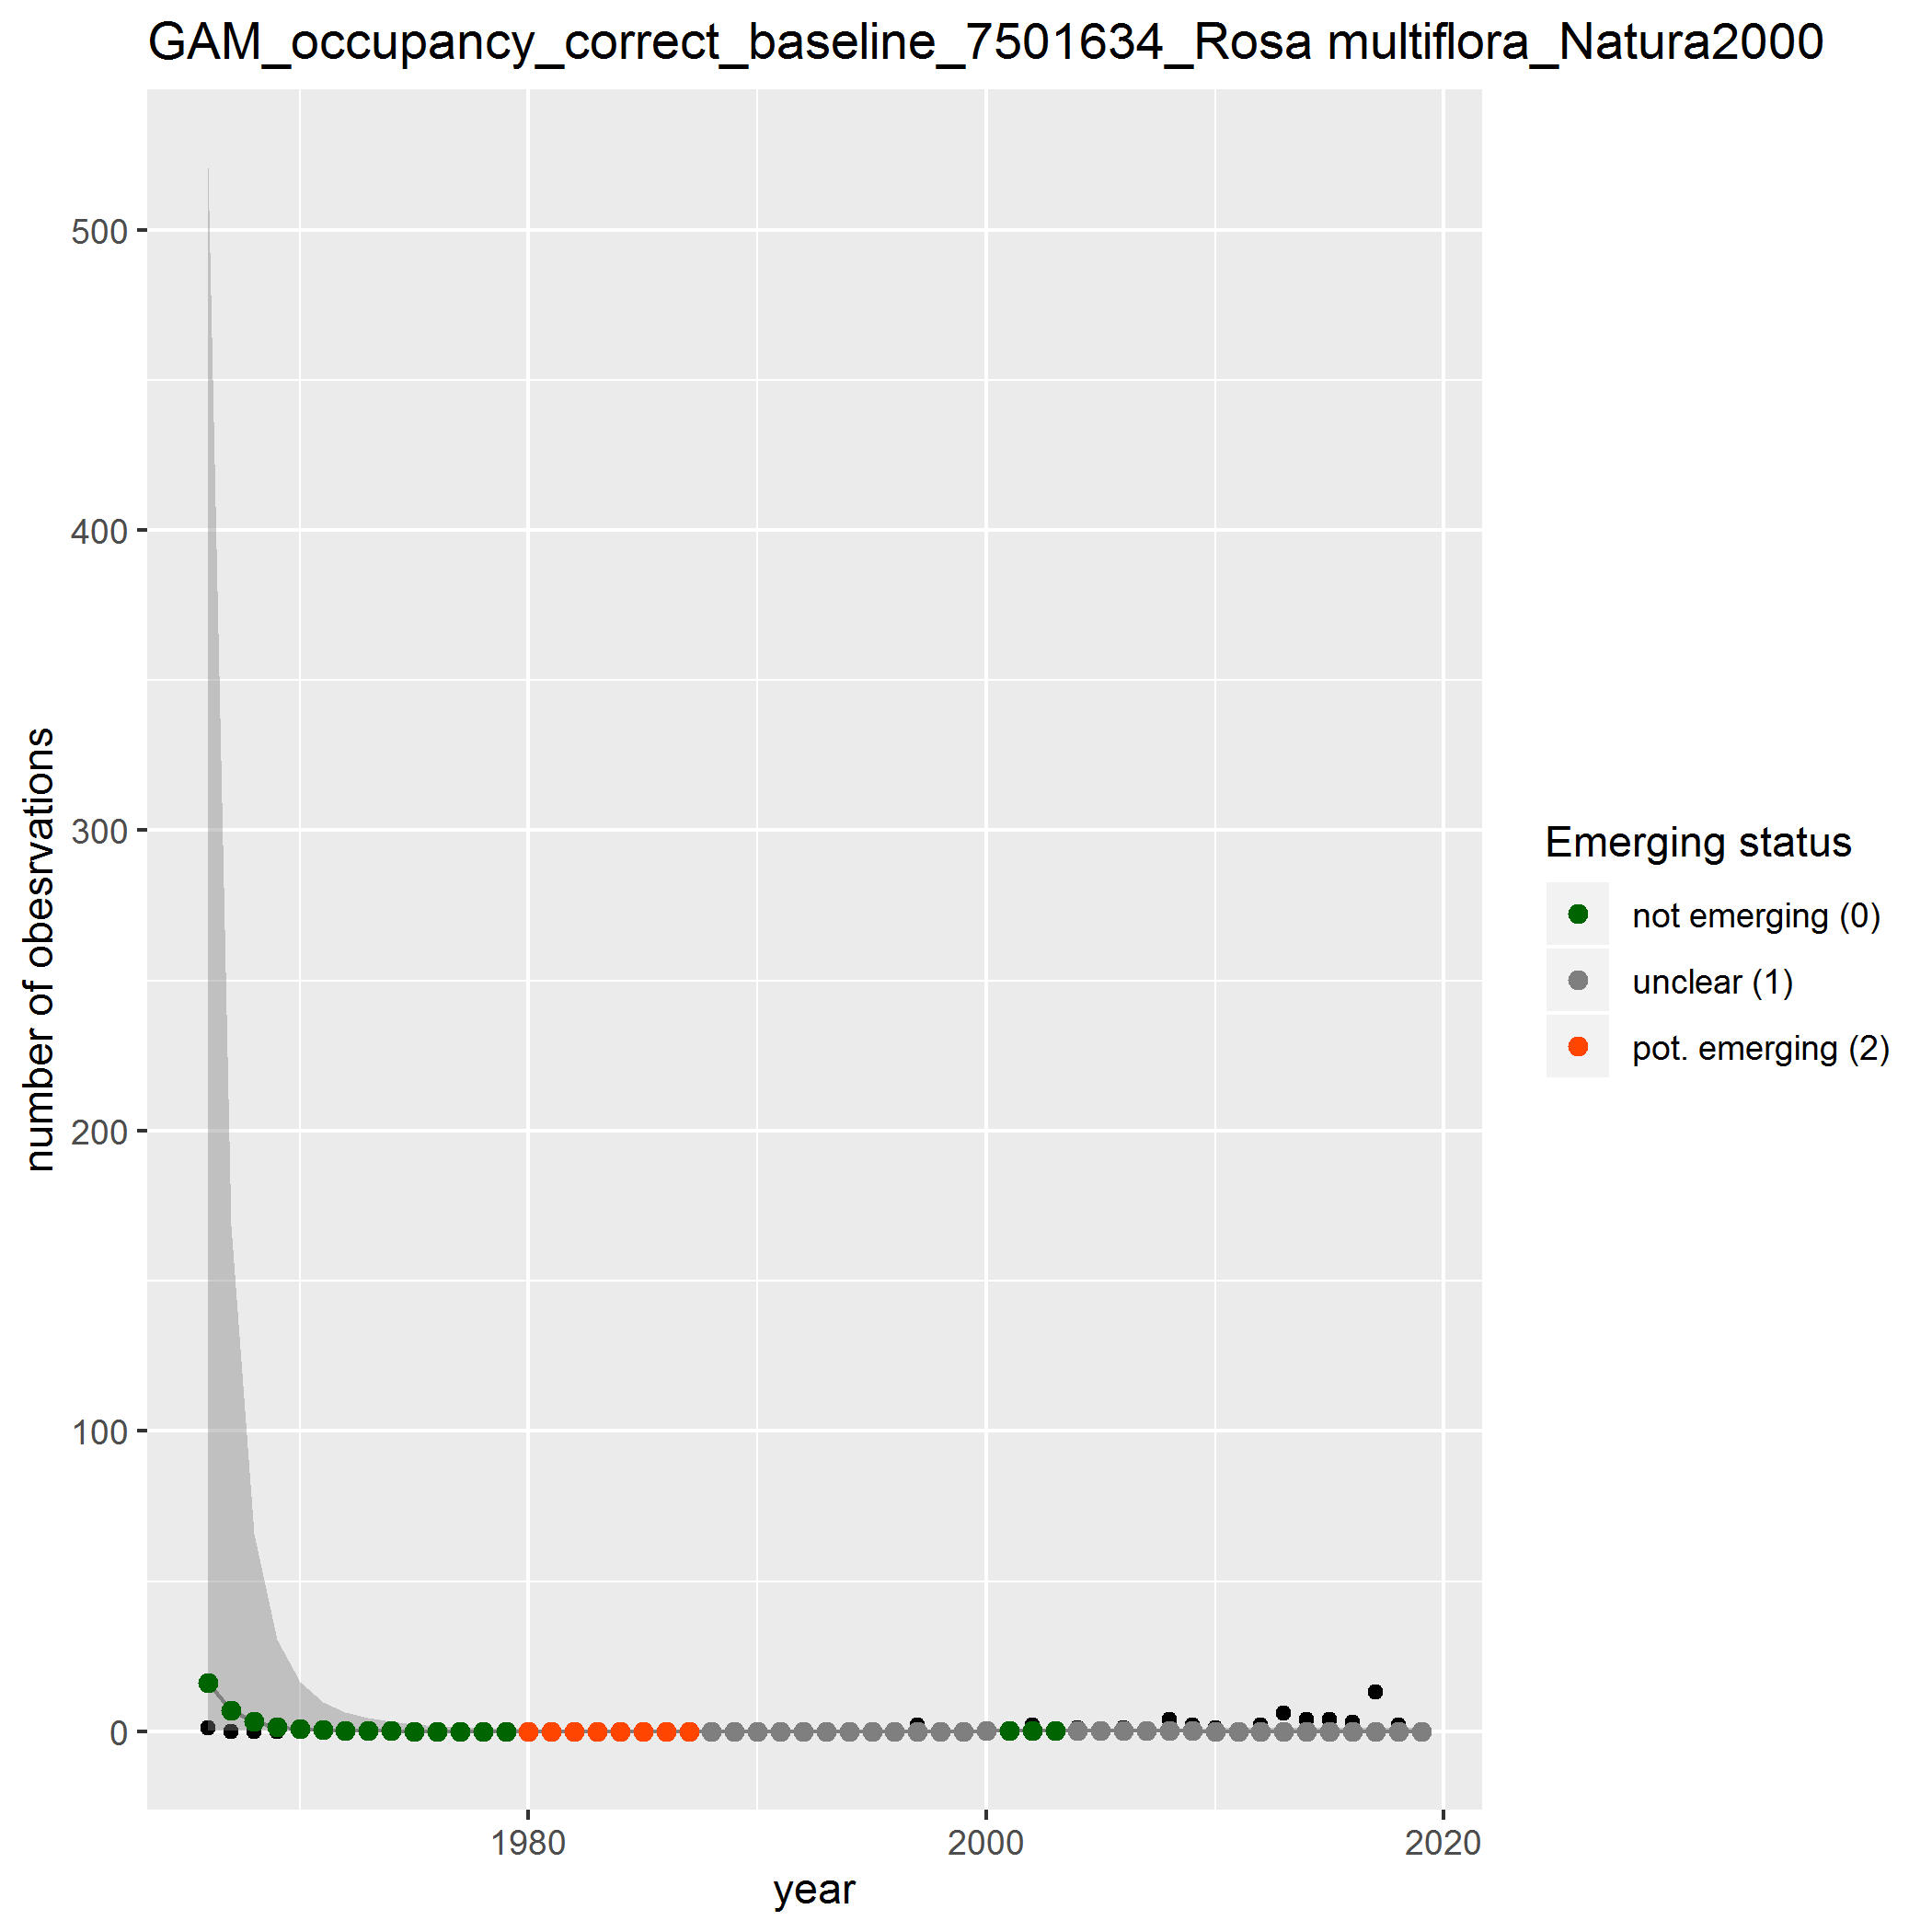 GAM_occupancy_correct_baseline_7501634_Rosa multiflora_Natura2000
500
400
300
200
100
0
number of obesrvations
1980
2000
2020
year
Emerging status
not emerging (0)
unclear (1)
pot. emerging (2)